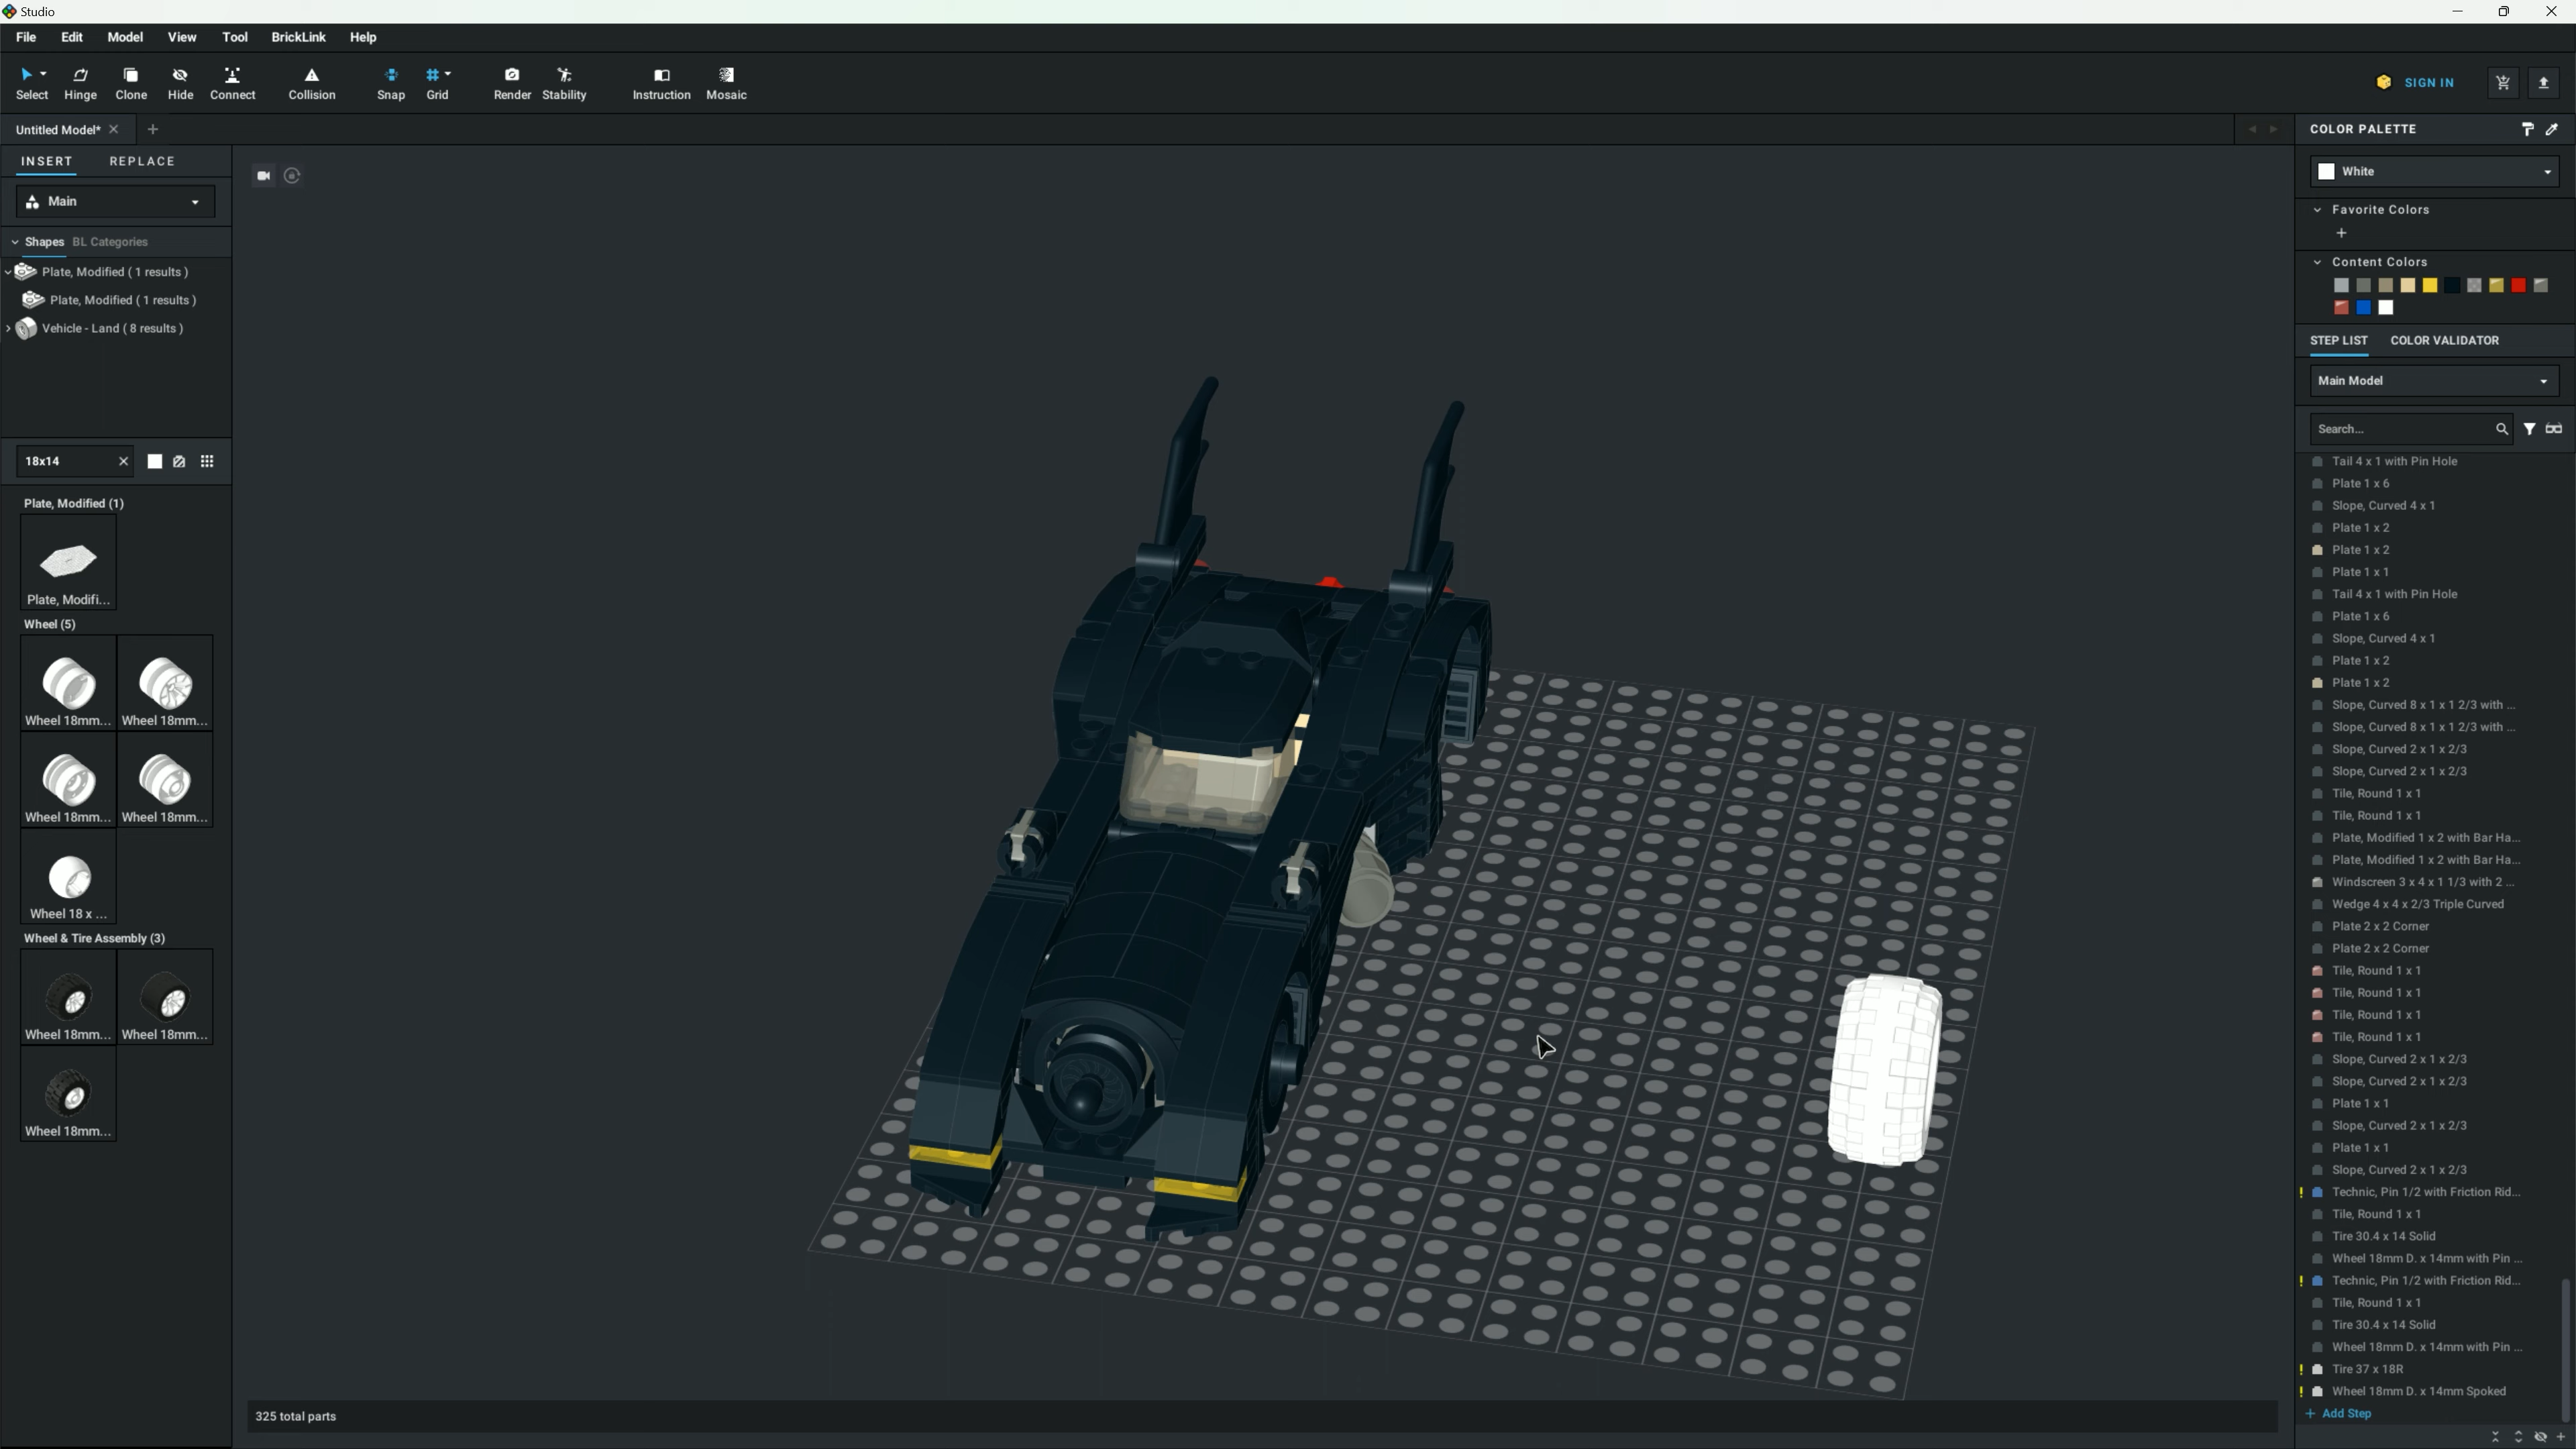 Studio
File Edit Model View Tool BrickLink Help
Select Hinge Clone Hide Connect Collision Snap Grid Render Stability Instruction Mosaic
SIGN IN
Untitled Model*
INSERT REPLACE
Main
Shapes BL Categories
Plate, Modified ( 1 results )
Plate, Modified ( 1 results )
Vehicle - Land ( 8 results )
18x14
Plate, Modified (1)
Plate, Modifi...
Wheel (5)
Wheel 18mm... Wheel 18mm...
Wheel 18mm... Wheel 18mm...
Wheel 18 x ...
Wheel & Tire Assembly (3)
Wheel 18mm... Wheel 18mm...
Wheel 18mm...
325 total parts
COLOR PALETTE
White
Favorite Colors
+
Content Colors
STEP LIST COLOR VALIDATOR
Main Model
Search...
Tail 4 x 1 with Pin Hole
Plate 1 x 6
Slope, Curved 4 x 1
Plate 1 x 2
Plate 1 x 2
Plate 1 x 1
Tail 4 x 1 with Pin Hole
Plate 1 x 6
Slope, Curved 4 x 1
Plate 1 x 2
Plate 1 x 2
Slope, Curved 8 x 1 x 1 2/3 with ...
Slope, Curved 8 x 1 x 1 2/3 with ...
Slope, Curved 2 x 1 x 2/3
Slope, Curved 2 x 1 x 2/3
Tile, Round 1 x 1
Tile, Round 1 x 1
Plate, Modified 1 x 2 with Bar Ha...
Plate, Modified 1 x 2 with Bar Ha...
Windscreen 3 x 4 x 1 1/3 with 2 ...
Wedge 4 x 4 x 2/3 Triple Curved
Plate 2 x 2 Corner
Plate 2 x 2 Corner
Tile, Round 1 x 1
Tile, Round 1 x 1
Tile, Round 1 x 1
Tile, Round 1 x 1
Slope, Curved 2 x 1 x 2/3
Slope, Curved 2 x 1 x 2/3
Plate 1 x 1
Slope, Curved 2 x 1 x 2/3
Plate 1 x 1
Slope, Curved 2 x 1 x 2/3
! Technic, Pin 1/2 with Friction Rid...
Tile, Round 1 x 1
Tire 30.4 x 14 Solid
Wheel 18mm D. x 14mm with Pin ...
! Technic, Pin 1/2 with Friction Rid...
Tile, Round 1 x 1
Tire 30.4 x 14 Solid
Wheel 18mm D. x 14mm with Pin ...
! Tire 37 x 18R
! Wheel 18mm D. x 14mm Spoked
+ Add Step